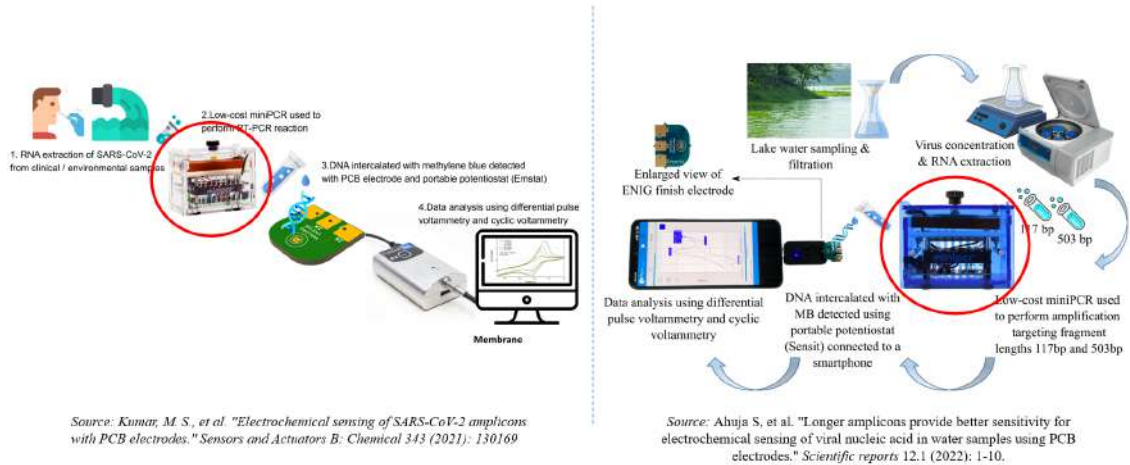 1. RNA extraction of SARS-CoV-2
from clinical / environmental samples
2.Low-cost miniPCR used to
perform RT-PCR reaction
3.DNA intercalated with methylene blue detected
with PCB electrode and portable potentiostat (Emstat)
4.Data analysis using differential pulse
voltammetry and cyclic voltammetry
Membrane
Source: Kumar, M. S., et al. "Electrochemical sensing of SARS-CoV-2 amplicons
with PCB electrodes." Sensors and Actuators B: Chemical 343 (2021): 130169
Lake water sampling &
filtration
Virus concentration
& RNA extraction
Enlarged view of
ENIG finish electrode
117 bp
503 bp
Data analysis using differential
pulse voltammetry and cyclic
voltammetry
DNA intercalated with
MB detected using
portable potentiostat
(Sensit) connected to a
smartphone
Low-cost miniPCR used
to perform amplification
targeting fragment
lengths 117bp and 503bp
Source: Ahuja S, et al. "Longer amplicons provide better sensitivity for
electrochemical sensing of viral nucleic acid in water samples using PCB
electrodes." Scientific reports 12.1 (2022): 1-10.